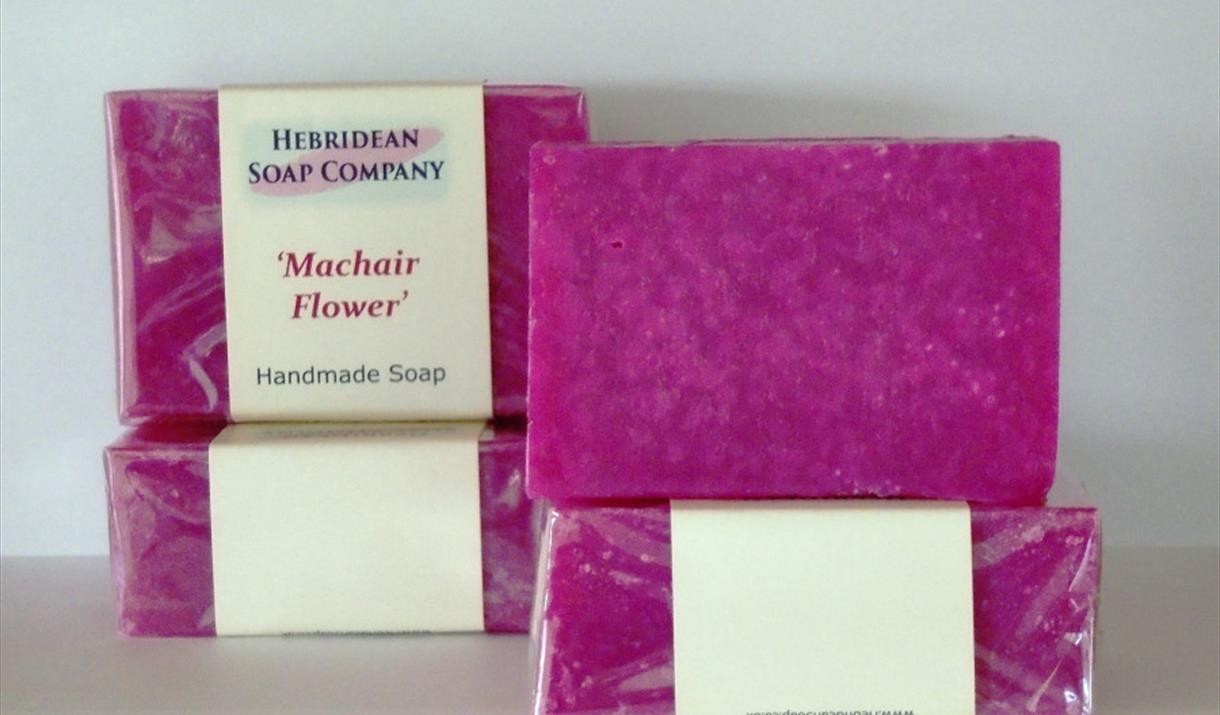 HEBRIDEAN
SOAP COMPANY
‘Machair
Flower’
Handmade Soap